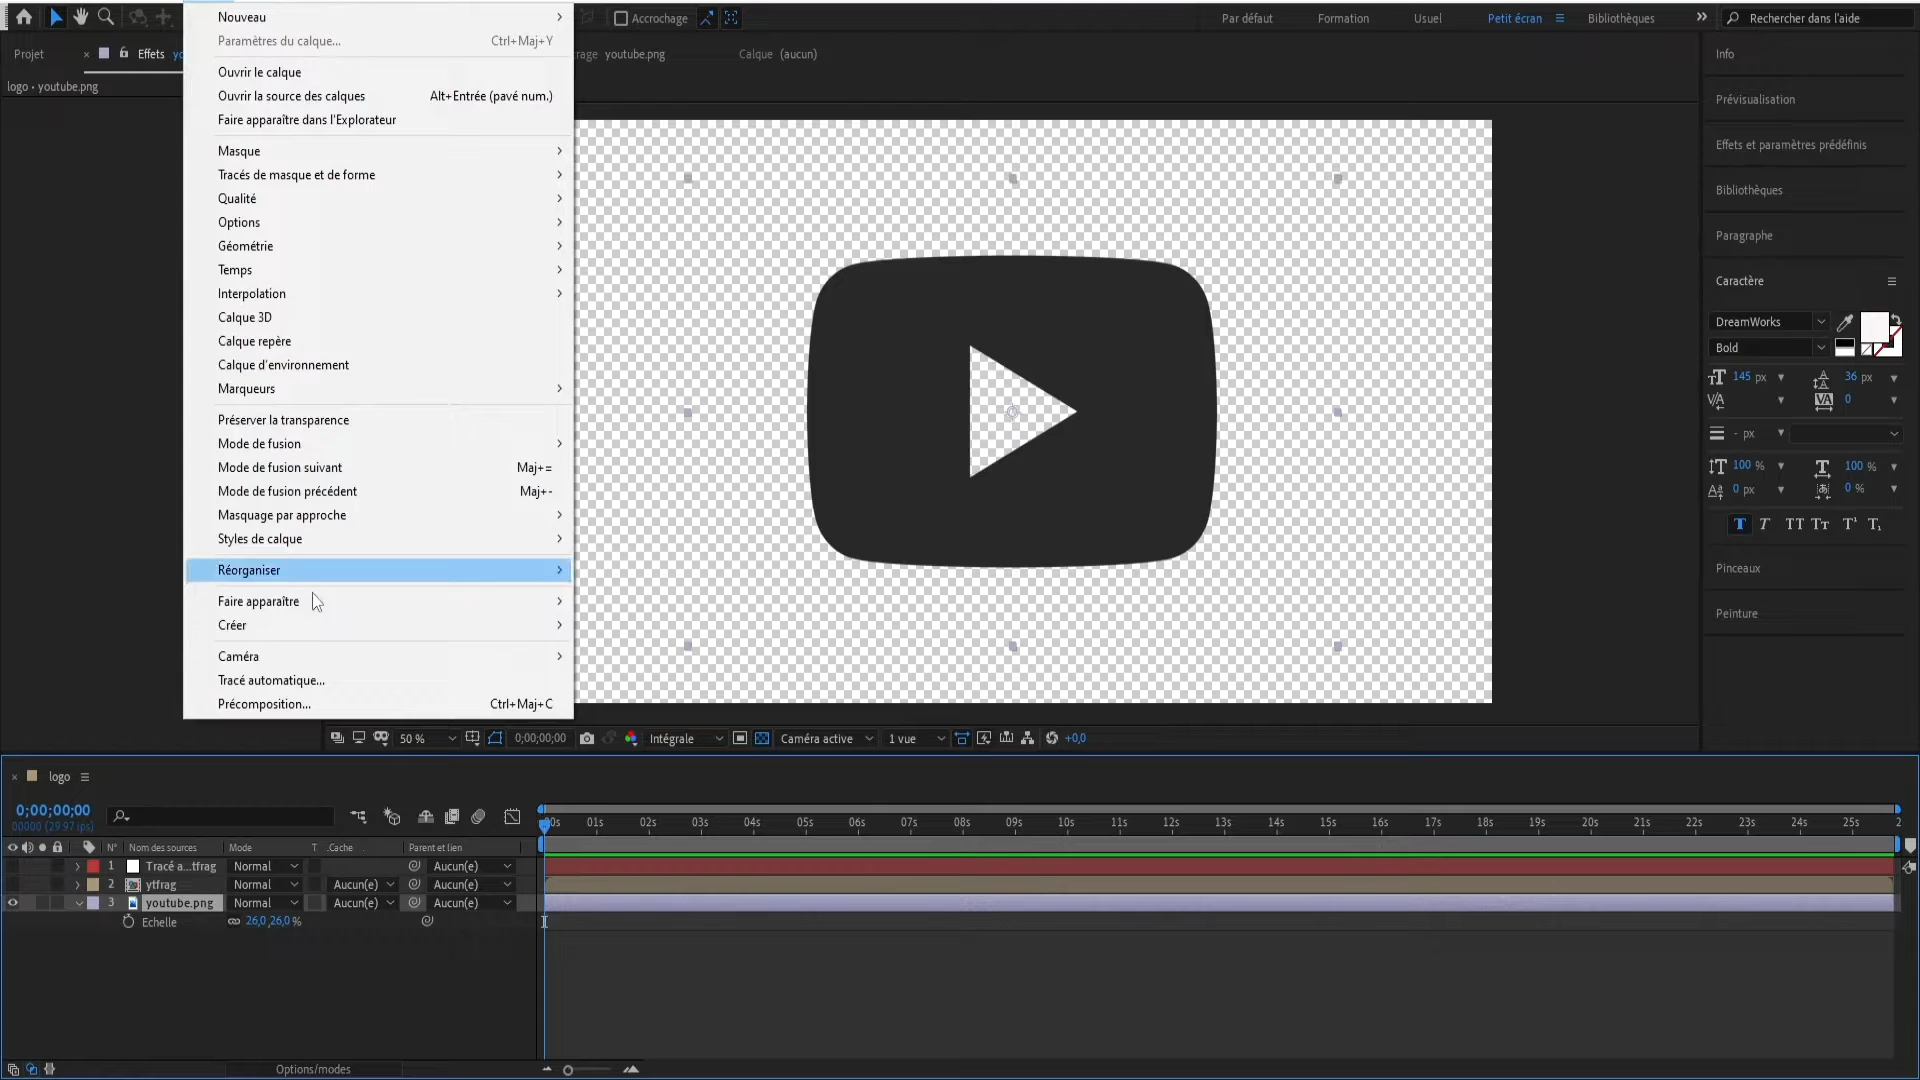 Accrochage
Par défaut
Formation
Usuel
Petit écran
Bibliothèques
Rechercher dans l'aide
Projet
Effets
logo • youtube.png
youtube.png
Calque (aucun)
Nouveau
Paramètres du calque... Ctrl+Maj+Y
Ouvrir le calque
Ouvrir la source des calques Alt+Entrée (pavé num.)
Faire apparaître dans l'Explorateur
Masque
Tracés de masque et de forme
Qualité
Options
Géométrie
Temps
Interpolation
Calque 3D
Calque repère
Calque d'environnement
Marqueurs
Préserver la transparence
Mode de fusion
Mode de fusion suivant Maj+=
Mode de fusion précédent Maj+-
Masquage par approche
Styles de calque
Réorganiser
Faire apparaître
Créer
Caméra
Tracé automatique...
Précomposition... Ctrl+Maj+C
Info
Prévisualisation
Effets et paramètres prédéfinis
Bibliothèques
Paragraphe
Caractère
DreamWorks
Bold
145 px 36 px
0
- px
100 % 100 %
0 px 0 %
Pinceaux
Peinture
50 % 0;00;00;00 Intégrale Caméra active 1 vue +0,0
logo
0;00;00;00
00000 (29.97 ips)
01s 02s 03s 04s 05s 06s 07s 08s 09s 10s 11s 12s 13s 14s 15s 16s 17s 18s 19s 20s 21s 22s 23s 24s 25s
N° Nom des sources Mode T .Cache Parent et lien
1 Tracé a...tfrag Normal Aucun(e)
2 ytfrag Normal Aucun(e) Aucun(e)
3 youtube.png Normal Aucun(e) Aucun(e)
Echelle 26,0 ,26,0 %
Options/modes